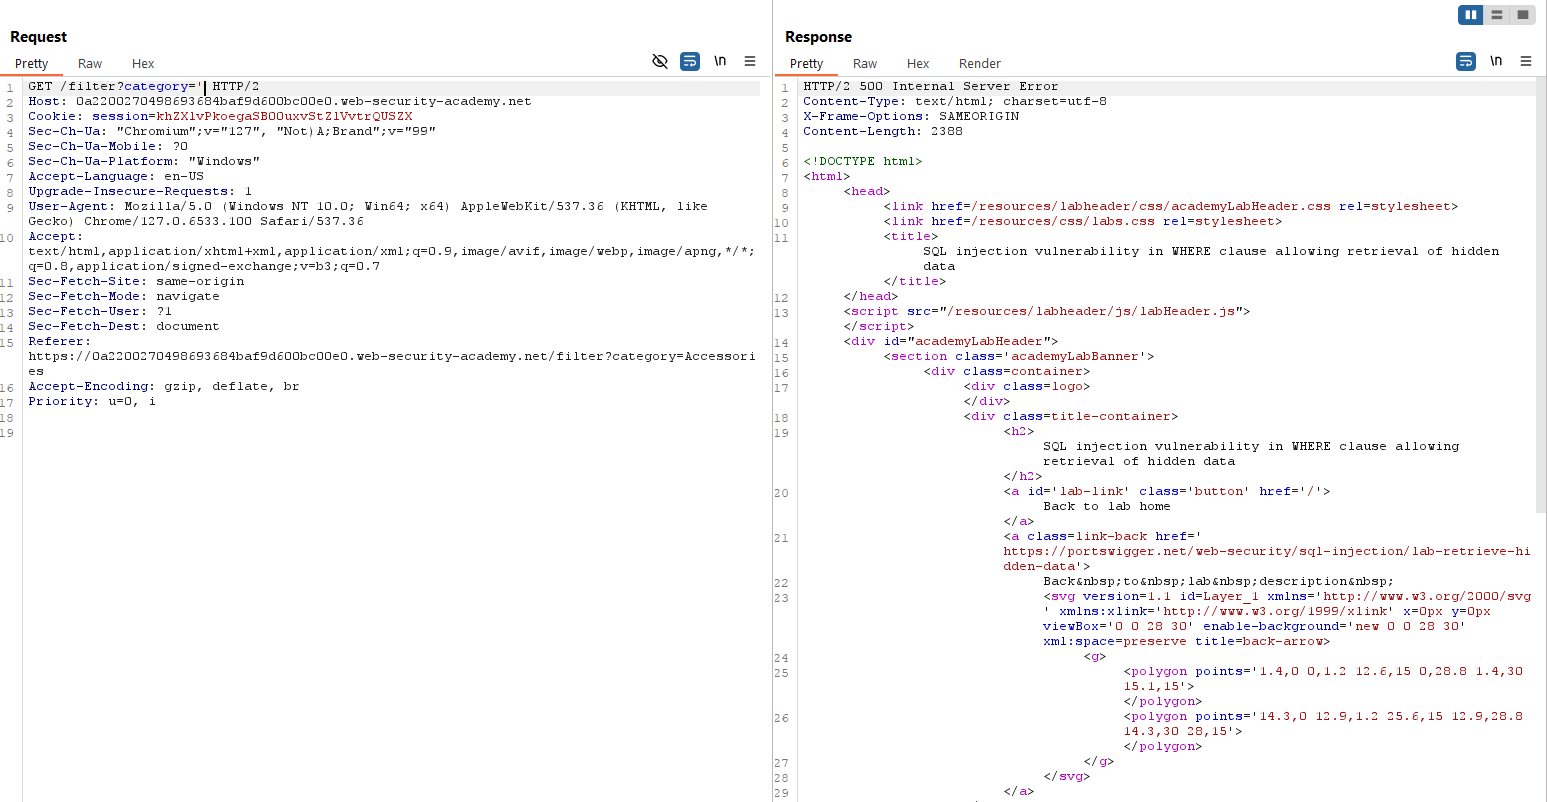 Request
Pretty Raw Hex
\n
1 GET /filter?category=' HTTP/2
2 Host: 0a2200270498693684baf9d600bc00e0.web-security-academy.net
3 Cookie: session=khZXlvPkoegaSB0OuxvStZlVvtrQUSZX
4 Sec-Ch-Ua: "Chromium";v="127", "Not)A;Brand";v="99"
5 Sec-Ch-Ua-Mobile: ?0
6 Sec-Ch-Ua-Platform: "Windows"
7 Accept-Language: en-US
8 Upgrade-Insecure-Requests: 1
9 User-Agent: Mozilla/5.0 (Windows NT 10.0; Win64; x64) AppleWebKit/537.36 (KHTML, like
Gecko) Chrome/127.0.6533.100 Safari/537.36
10 Accept:
text/html,application/xhtml+xml,application/xml;q=0.9,image/avif,image/webp,image/apng,*/*;
q=0.8,application/signed-exchange;v=b3;q=0.7
11 Sec-Fetch-Site: same-origin
12 Sec-Fetch-Mode: navigate
13 Sec-Fetch-User: ?1
14 Sec-Fetch-Dest: document
15 Referer:
https://0a2200270498693684baf9d600bc00e0.web-security-academy.net/filter?category=Accessori
es
16 Accept-Encoding: gzip, deflate, br
17 Priority: u=0, i
18
19
Response
Pretty Raw Hex Render
\n
1 HTTP/2 500 Internal Server Error
2 Content-Type: text/html; charset=utf-8
3 X-Frame-Options: SAMEORIGIN
4 Content-Length: 2388
5
6 <!DOCTYPE html>
7 <html>
8 <head>
9 <link href=/resources/labheader/css/academyLabHeader.css rel=stylesheet>
10 <link href=/resources/css/labs.css rel=stylesheet>
11 <title>
SQL injection vulnerability in WHERE clause allowing retrieval of hidden
data
</title>
12 </head>
13 <script src="/resources/labheader/js/labHeader.js">
</script>
14 <div id="academyLabHeader">
15 <section class='academyLabBanner'>
16 <div class=container>
17 <div class=logo>
</div>
18 <div class=title-container>
19 <h2>
SQL injection vulnerability in WHERE clause allowing
retrieval of hidden data
</h2>
20 <a id='lab-link' class='button' href='/'>
Back to lab home
</a>
21 <a class=link-back href='
https://portswigger.net/web-security/sql-injection/lab-retrieve-hi
dden-data'>
22 Back&nbsp;to&nbsp;lab&nbsp;description&nbsp;
23 <svg version=1.1 id=Layer_1 xmlns='http://www.w3.org/2000/svg
' xmlns:xlink='http://www.w3.org/1999/xlink' x=0px y=0px
viewBox='0 0 28 30' enable-background='new 0 0 28 30'
xml:space=preserve title=back-arrow>
24 <g>
25 <polygon points='1.4,0 0,1.2 12.6,15 0,28.8 1.4,30
15.1,15'>
</polygon>
26 <polygon points='14.3,0 12.9,1.2 25.6,15 12.9,28.8
14.3,30 28,15'>
</polygon>
27 </g>
28 </svg>
29 </a>